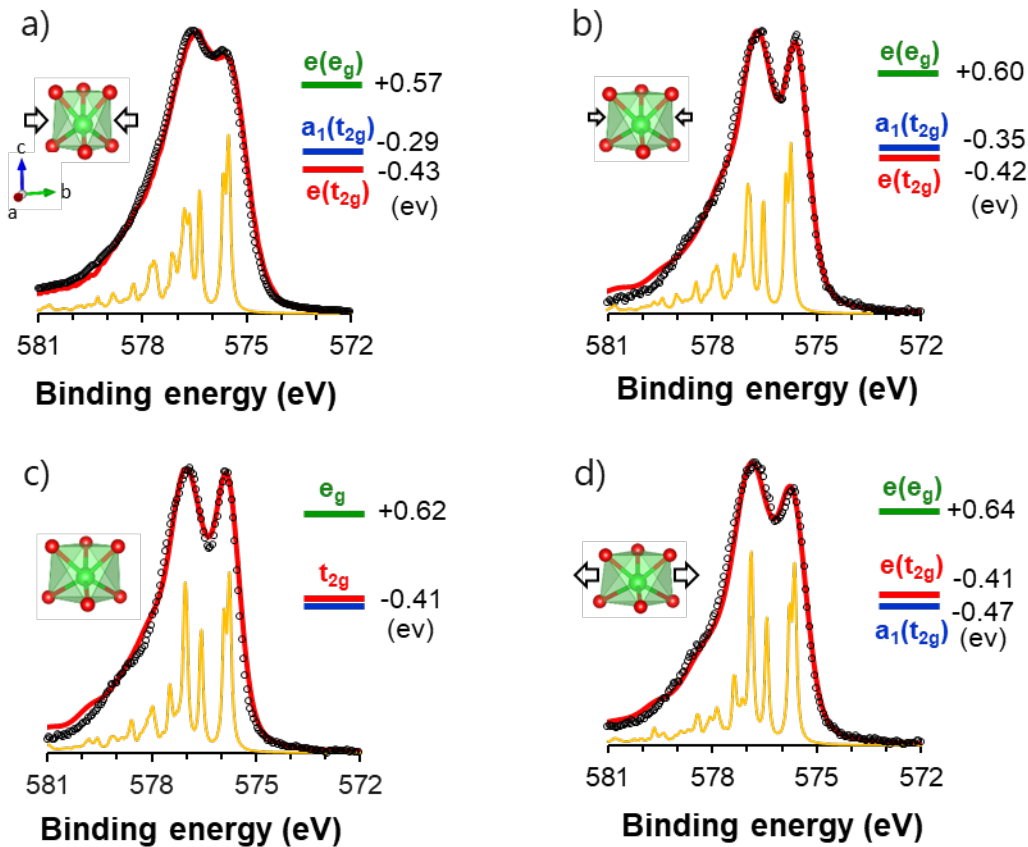 a)
e(eg)
+0.57
a1(t2g)
-0.29
-0.43
e(t2g)
(ev)
c
b
a
581 578 575 572
Binding energy (eV)
b)
e(eg)
+0.60
a1(t2g)
-0.35
-0.42
e(t2g)
(ev)
581 578 575 572
Binding energy (eV)
c)
eg
+0.62
t2g
-0.41
(ev)
581 578 575 572
Binding energy (eV)
d)
e(eg)
+0.64
e(t2g)
-0.41
-0.47
a1(t2g)
(ev)
581 578 575 572
Binding energy (eV)